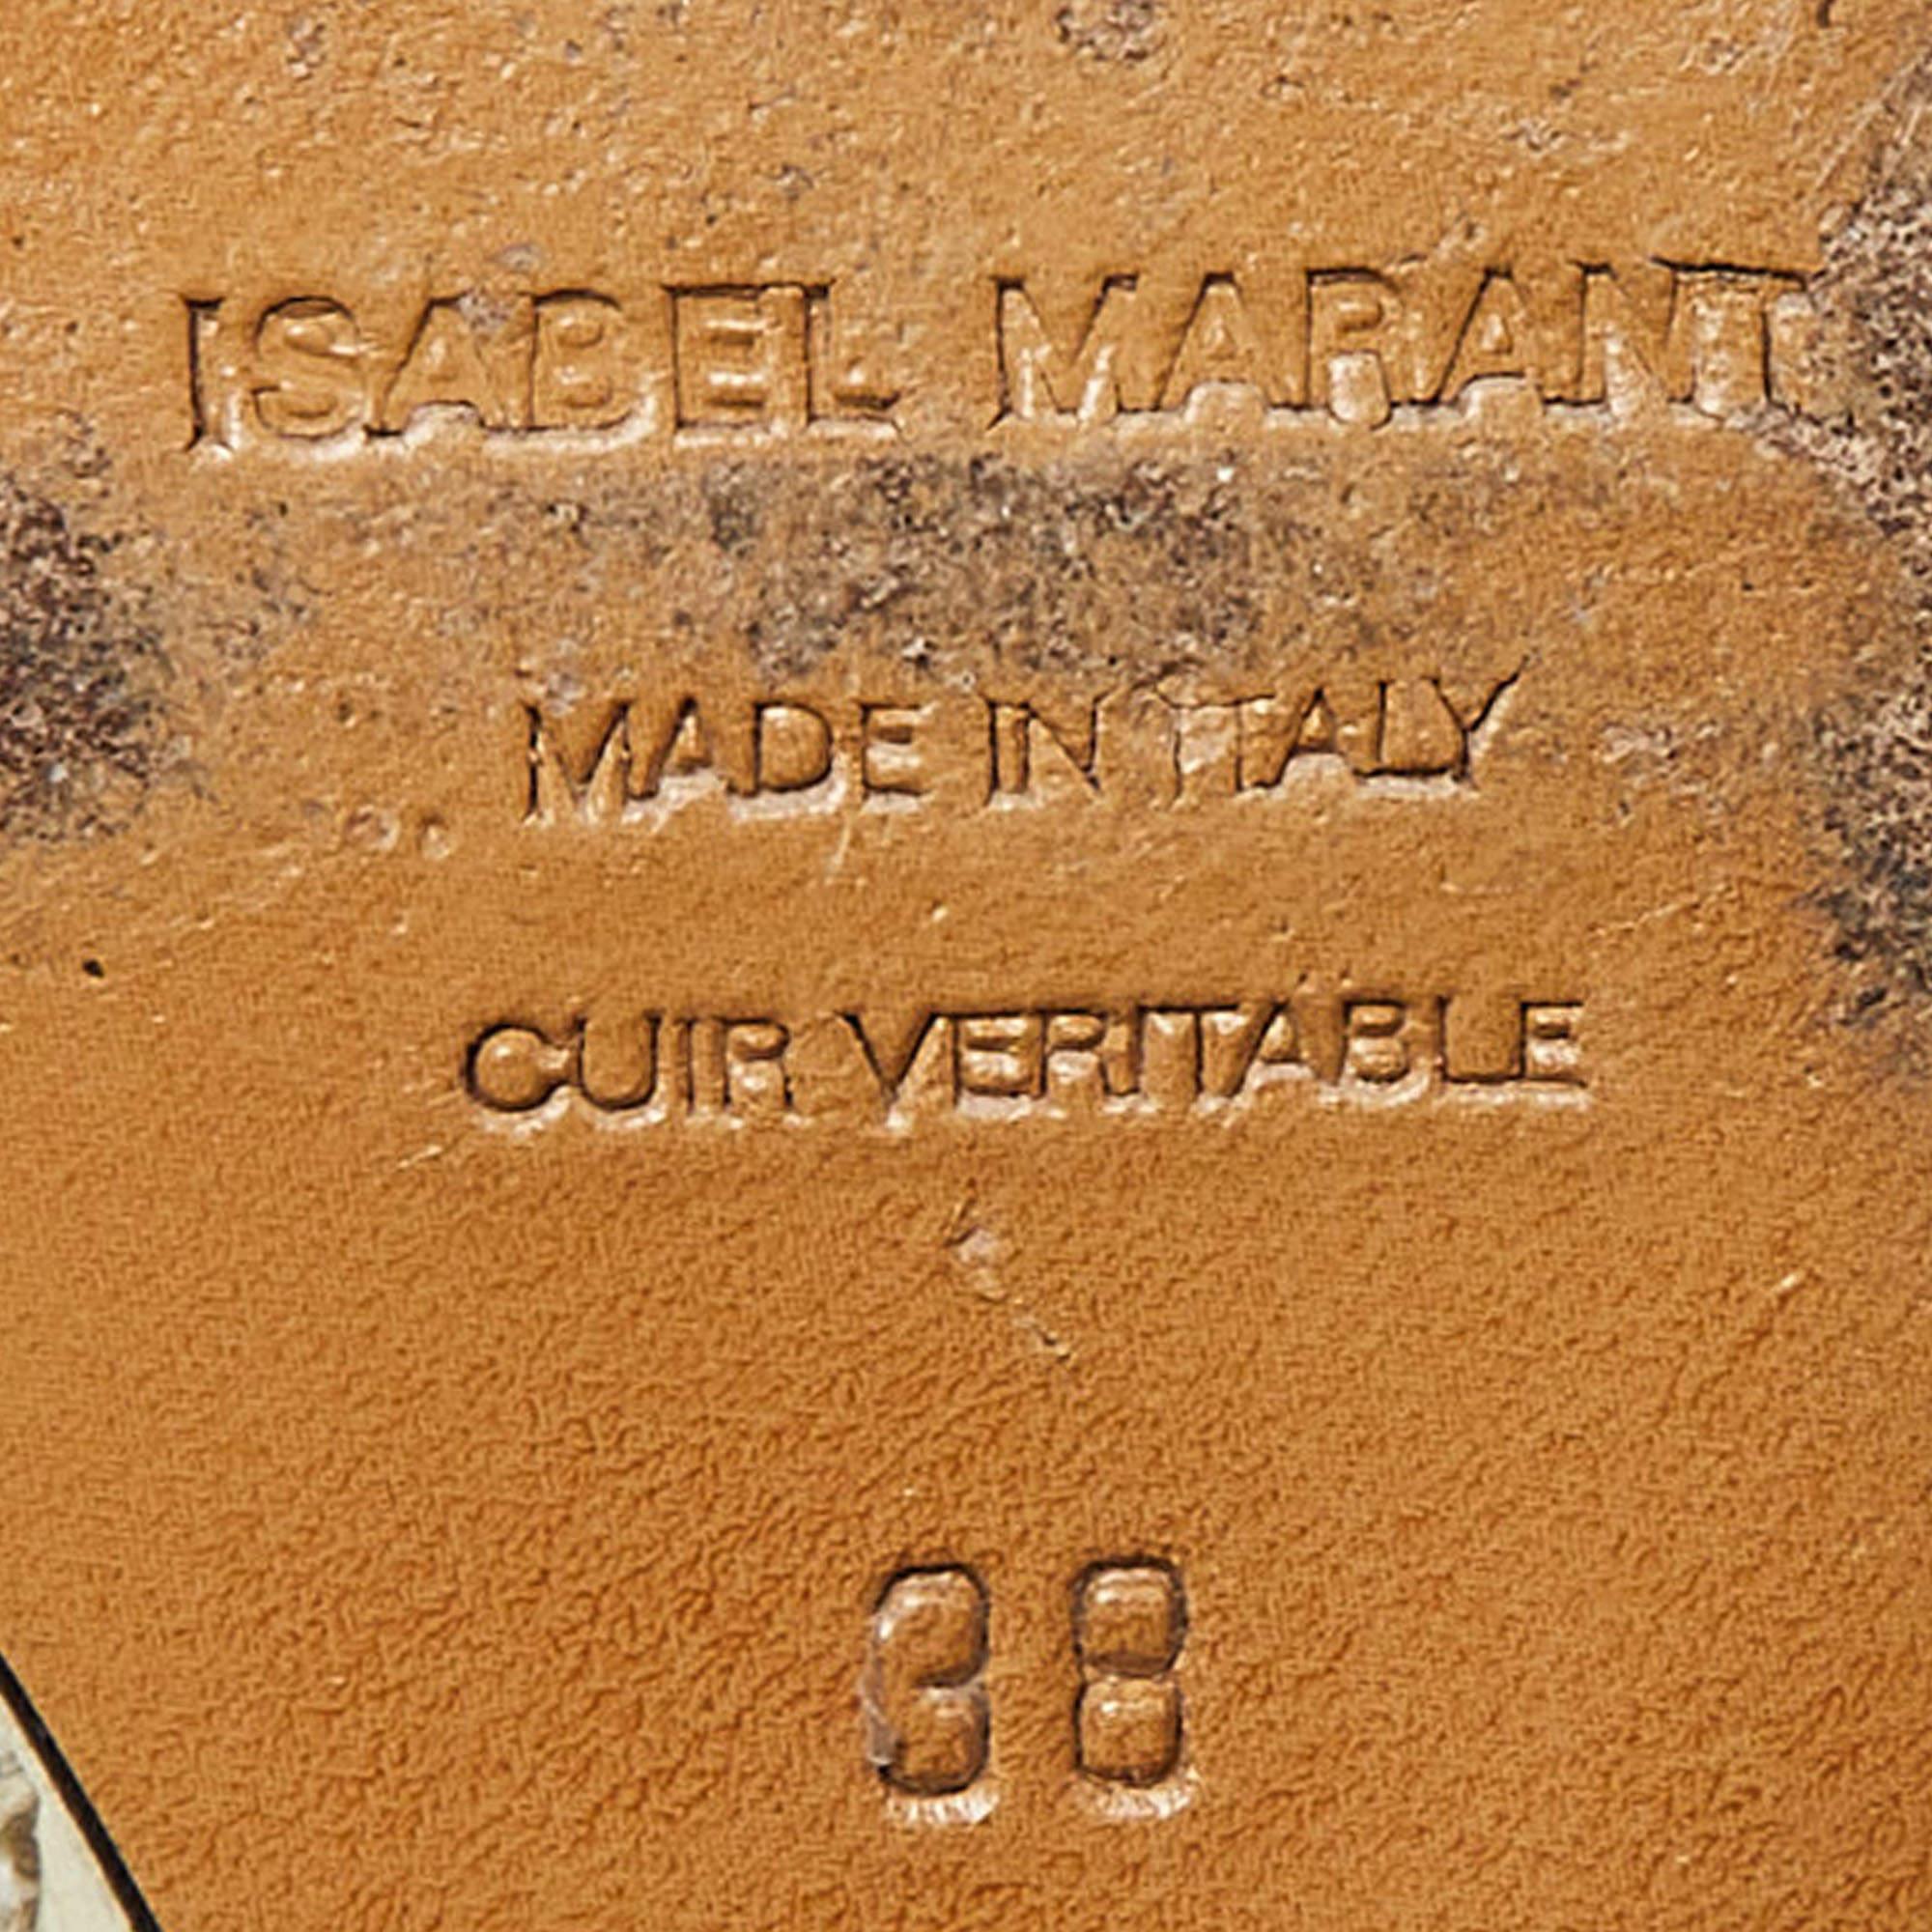 ISABEL MARANT
MADE IN ITALY
CUIR VERITABLE
38